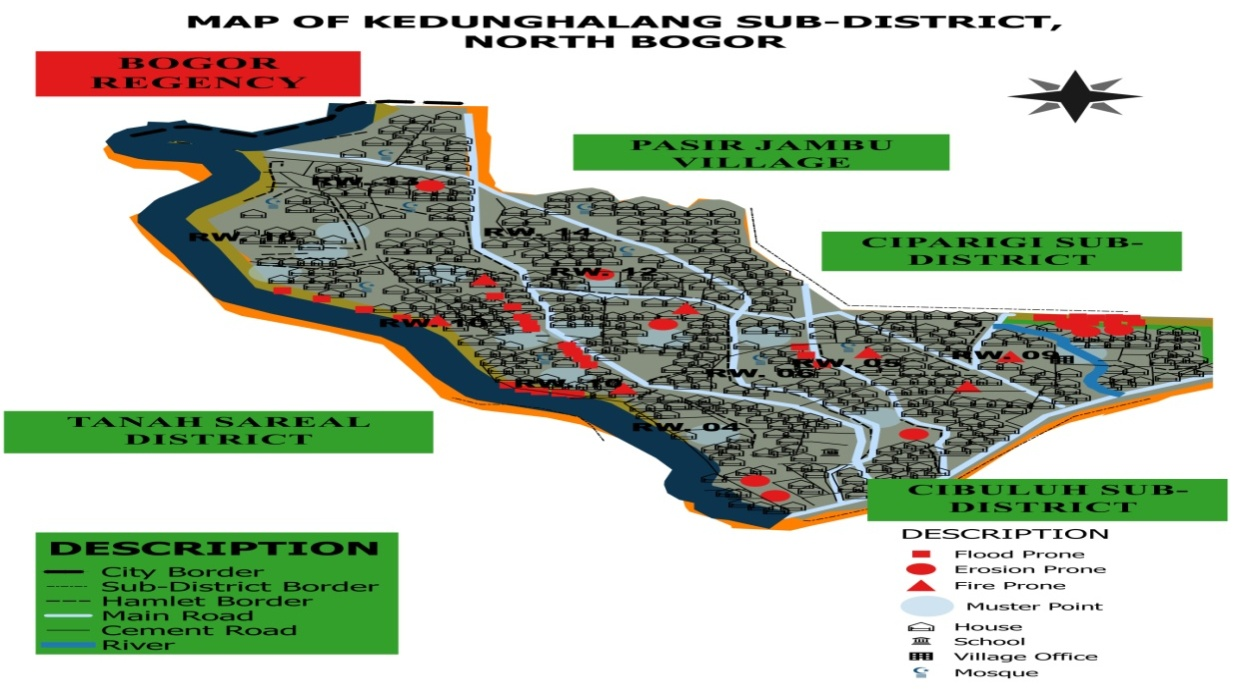 MAP OF KEDUNGHALANG SUB-DISTRICT,
NORTH BOGOR
BOGOR
REGENCY
PASIR JAMBU
VILLAGE
CIPARIGI SUB-
DISTRICT
RW. 13
RW. 14
RW. 12
RW. 09
RW. 05
RW. 06
RW. 04
TANAH SAREAL
DISTRICT
CIBULUH SUB-
DISTRICT
DESCRIPTION
City Border
Sub-District Border
Hamlet Border
Main Road
Cement Road
River
DESCRIPTION
Flood Prone
Erosion Prone
Fire Prone
Muster Point
House
School
Village Office
Mosque